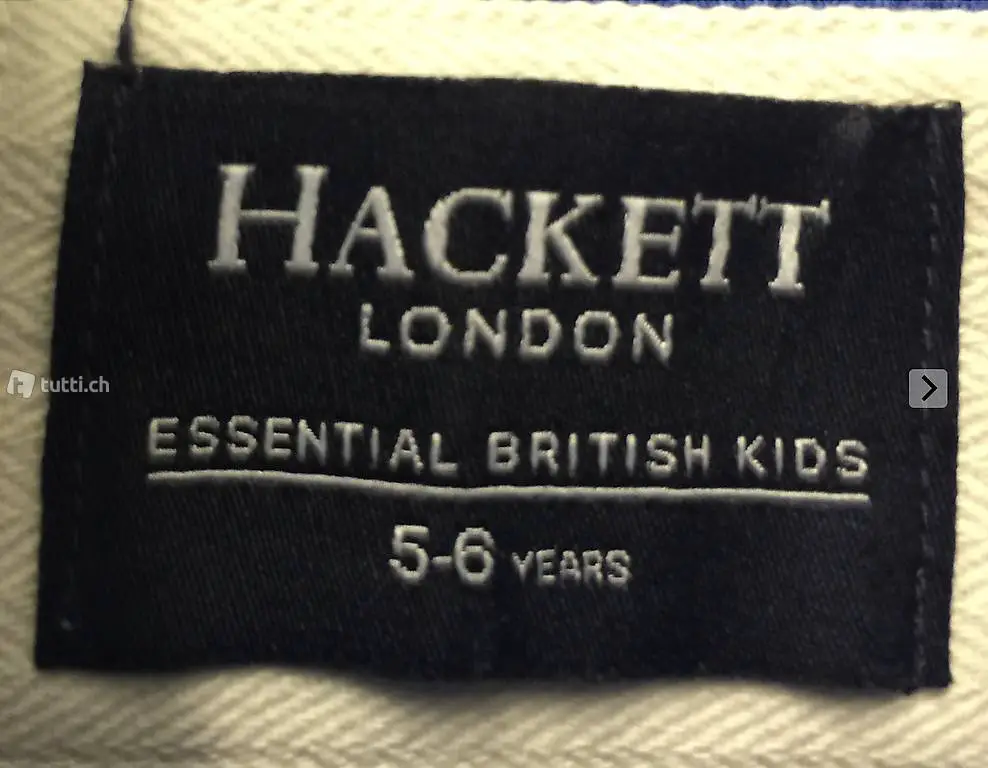 HACKETT
LONDON
tutti.ch
ESSENTIAL BRITISH KIDS
5-6 YEARS